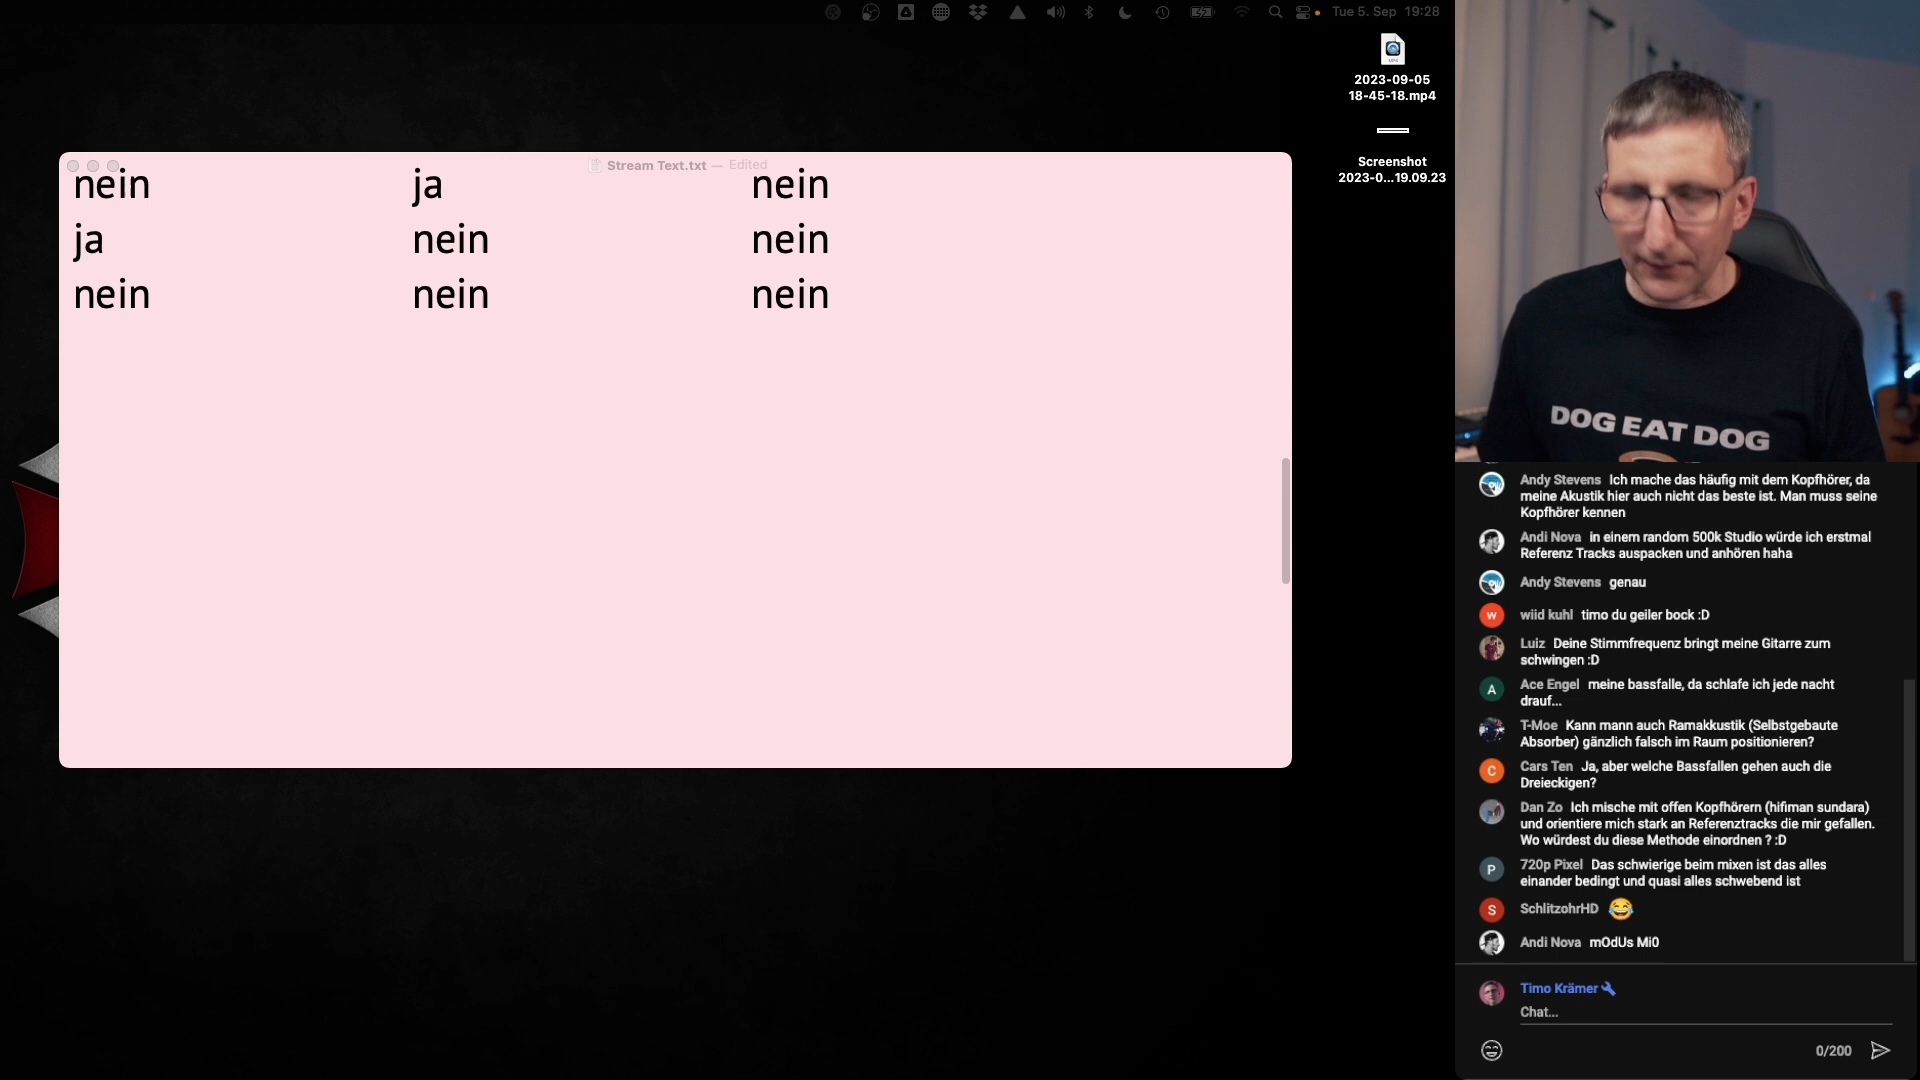 Tue 5. Sep 19:28
2023-09-05
18-45-18.mp4
Screenshot
2023-0...19.09.23
Stream Text.txt — Edited
nein ja nein
ja nein nein
nein nein nein
DOG EAT DOG
Andy Stevens Ich mache das häufig mit dem Kopfhörer, da
meine Akustik hier auch nicht das beste ist. Man muss seine
Kopfhörer kennen
Andi Nova in einem random 500k Studio würde ich erstmal
Referenz Tracks auspacken und anhören haha
Andy Stevens genau
w
wiid kuhl timo du geiler bock :D
Luiz Deine Stimmfrequenz bringt meine Gitarre zum
schwingen :D
A
Ace Engel meine bassfalle, da schlafe ich jede nacht
drauf...
T-Moe Kann mann auch Ramakkustik (Selbstgebaute
Absorber) gänzlich falsch im Raum positionieren?
C
Cars Ten Ja, aber welche Bassfallen gehen auch die
Dreieckigen?
Dan Zo Ich mische mit offen Kopfhörern (hifiman sundara)
und orientiere mich stark an Referenztracks die mir gefallen.
Wo würdest du diese Methode einordnen ? :D
P
720p Pixel Das schwierige beim mixen ist das alles
einander bedingt und quasi alles schwebend ist
S
SchlitzohrHD 😂
Andi Nova mOdUs Mi0
Timo Krämer
Chat...
0/200